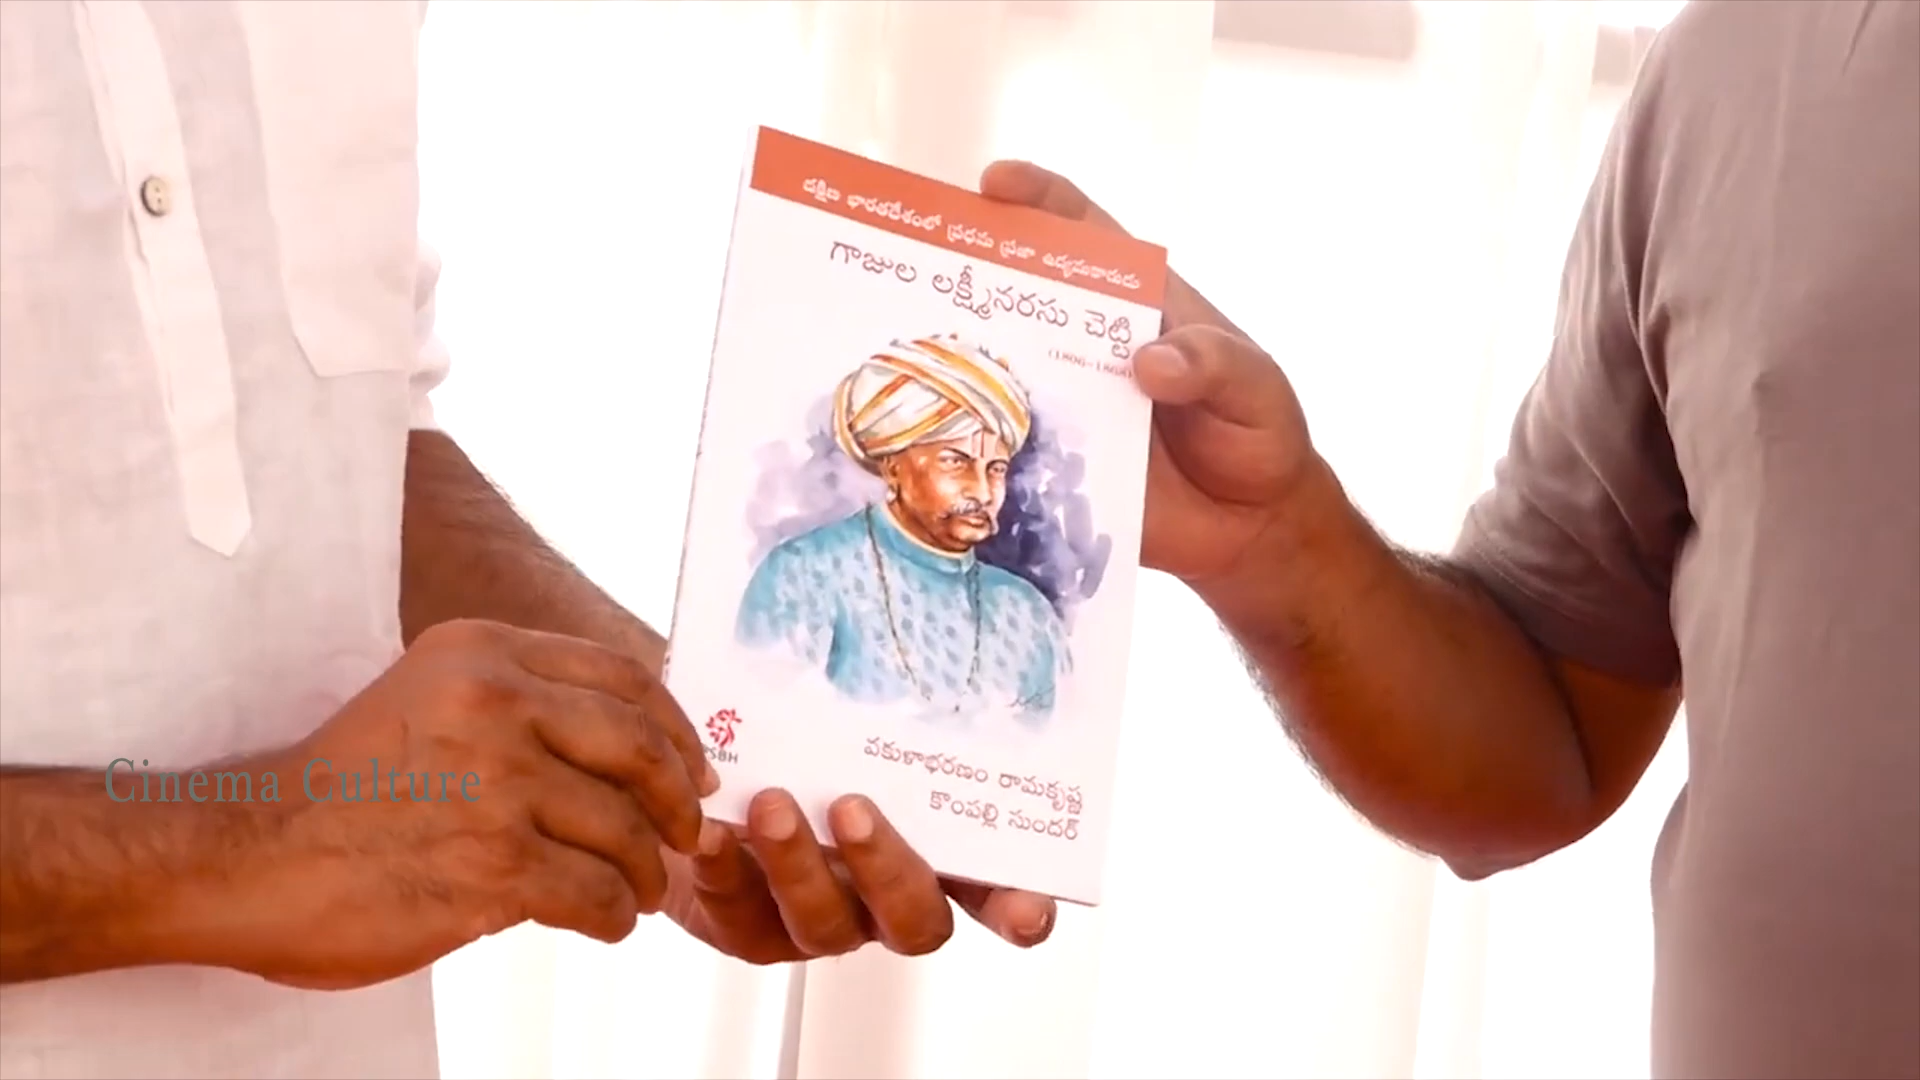 దక్షిణ భారతదేశంలో ప్రథమ ప్రజా ఉద్యమకారుడు
గాజుల లక్ష్మీనరసు చెట్టి
వకుళాభరణం రామకృష్ణ
కొంపల్లి సుందర్
Cinema Culture